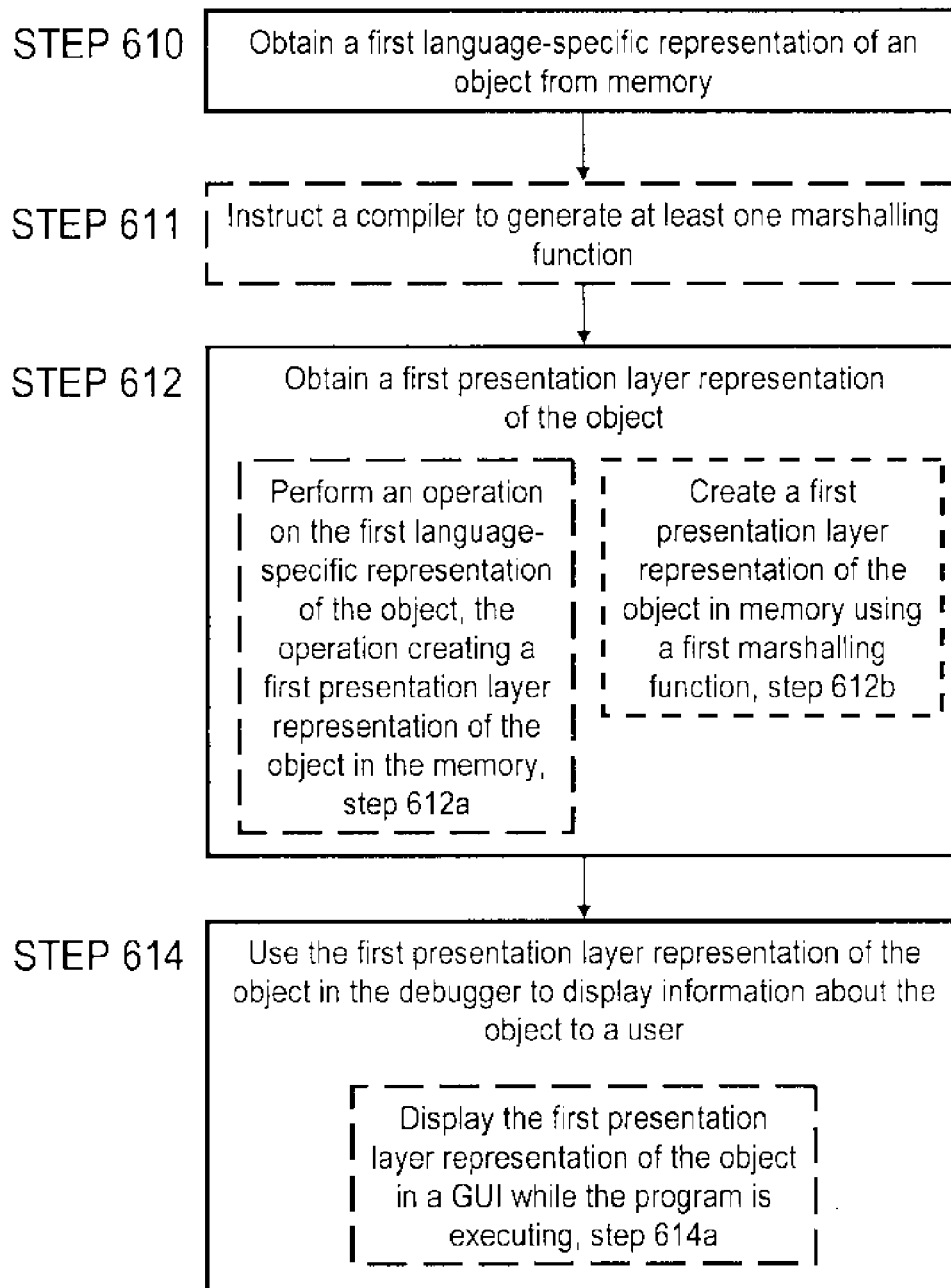 STEP 610
Obtain a first language-specific representation of an
object from memory
STEP 611
Instruct a compiler to generate at least one marshalling
function
STEP 612
Obtain a first presentation layer representation
of the object
Perform an operation
on the first language-
specific representation
of the object, the
operation creating a
first presentation layer
representation of the
object in the memory,
step 612a
Create a first
presentation layer
representation of the
object in memory using
a first marshalling
function, step 612b
STEP 614
Use the first presentation layer representation of the
object in the debugger to display information about the
object to a user
Display the first presentation
layer representation of the object
in a GUI while the program is
executing, step 614a